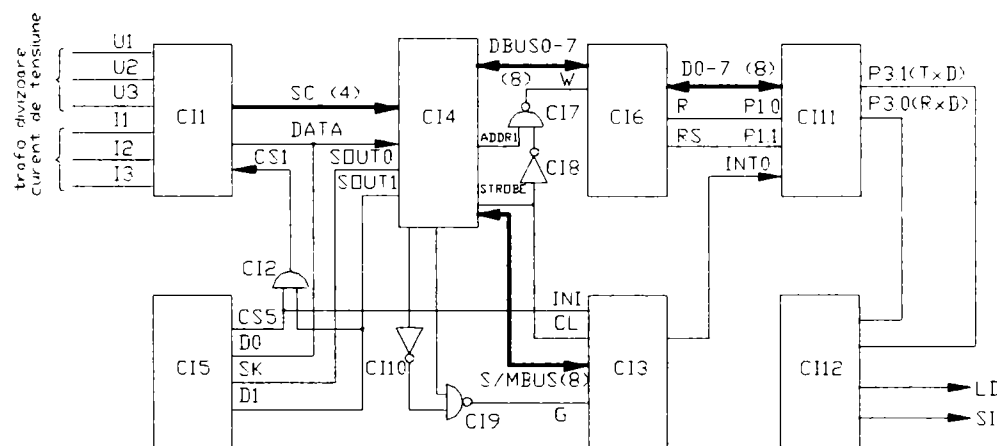 trafo divizoare
curent de tensiune
U1
U2
U3
I1
I2
I3
CI1
SC (4)
DATA
CS1
SOUT0
SOUT1
CI4
DBUS0-7
(8)
W
CI7
ADDR1
CI8
STROBE
CI6
D0-7 (8)
R
P1.0
RS
P1.1
INT0
CI11
P3.1(TxD)
P3.0(RxD)
CI2
CS5
D0
SK
D1
CI5
CI10
CI9
S/MBUS(8)
INI
CL
G
CI3
CI12
LD
SI